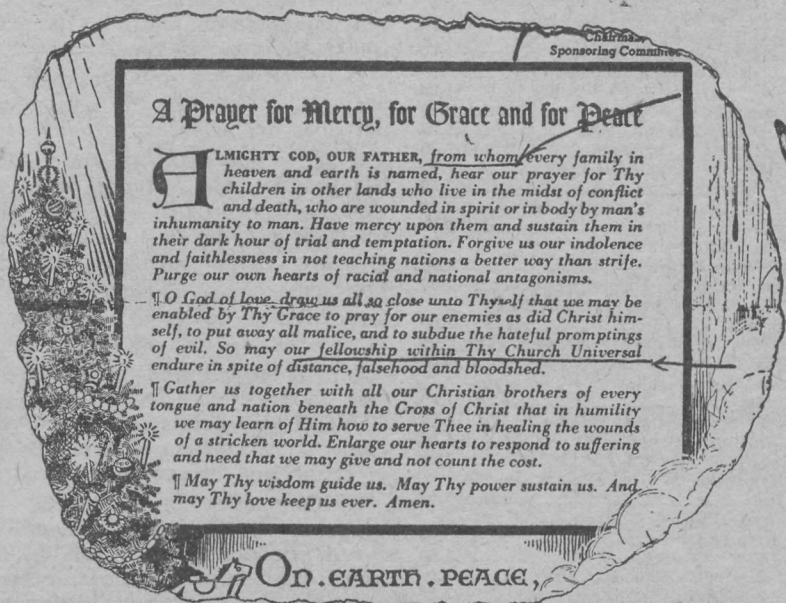 Chairma
Sponsoring Committee
A Prayer for Mercy, for Grace and for Peace
ALMIGHTY GOD, OUR FATHER, from whom every family in
heaven and earth is named, hear our prayer for Thy
children in other lands who live in the midst of conflict
and death, who are wounded in spirit or in body by man's
inhumanity to man. Have mercy upon them and sustain them in
their dark hour of trial and temptation. Forgive us our indolence
and faithlessness in not teaching nations a better way than strife.
Purge our own hearts of racial and national antagonisms.
¶ O God of love, draw us all so close unto Thyself that we may be
enabled by Thy Grace to pray for our enemies as did Christ him-
self, to put away all malice, and to subdue the hateful promptings
of evil. So may our fellowship within Thy Church Universal
endure in spite of distance, falsehood and bloodshed.
¶ Gather us together with all our Christian brothers of every
tongue and nation beneath the Cross of Christ that in humility
we may learn of Him how to serve Thee in healing the wounds
of a stricken world. Enlarge our hearts to respond to suffering
and need that we may give and not count the cost.
¶ May Thy wisdom guide us. May Thy power sustain us. And
may Thy love keep us ever. Amen.
ON · EARTH · PEACE,